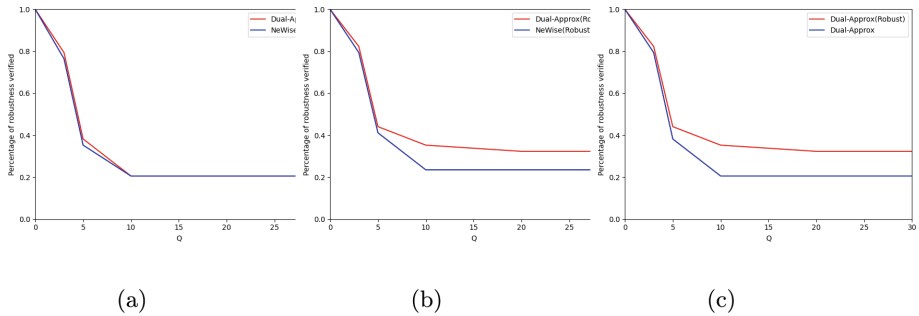 1.0
0.8
0.6
0.4
0.2
0.0
0 5 10 15 20 25
Percentage of robustness verified
Q
NeWise
(a)
1.0
0.8
0.6
0.4
0.2
0.0
0 5 10 15 20 25
Percentage of robustness verified
Q
NeWise(Robust
(b)
1.0
0.8
0.6
0.4
0.2
0.0
0 5 10 15 20 25 30
Percentage of robustness verified
Q
Dual-Approx(Robust)
Dual-Approx
(c)